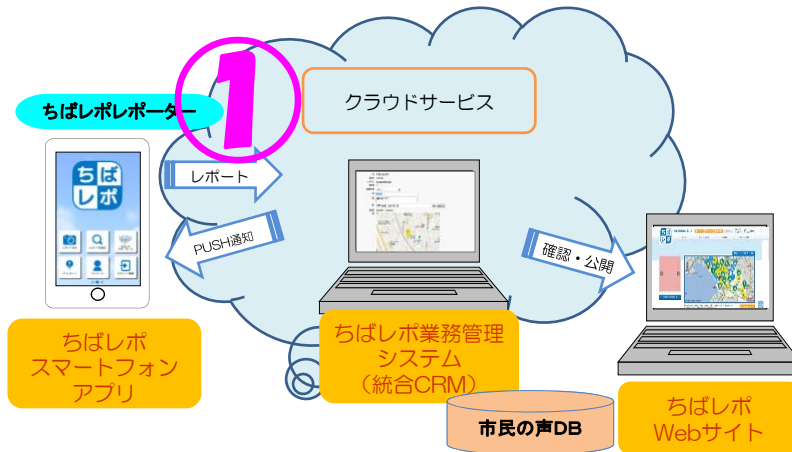 1
クラウドサービス
ちばレポレポーター
ちば
レポ
レポート
PUSH通知
確認・公開
ちばレポ
スマートフォン
アプリ
ちばレポ業務管理
システム
（統合CRM）
市民の声DB
ちばレポ
Webサイト